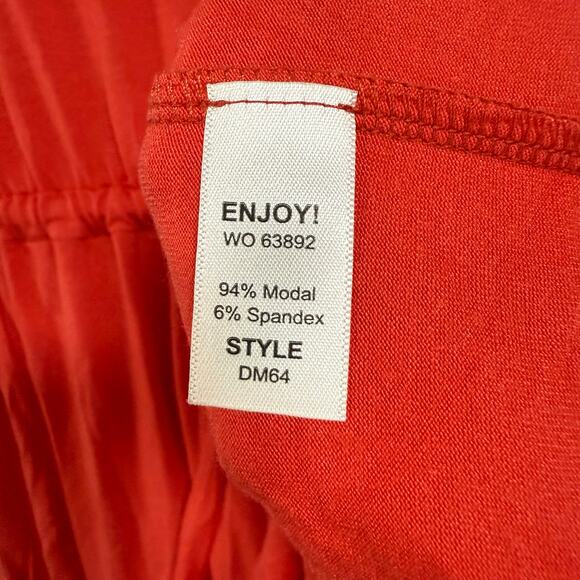 ENJOY!
WO 63892
94% Modal
6% Spandex
STYLE
DM64